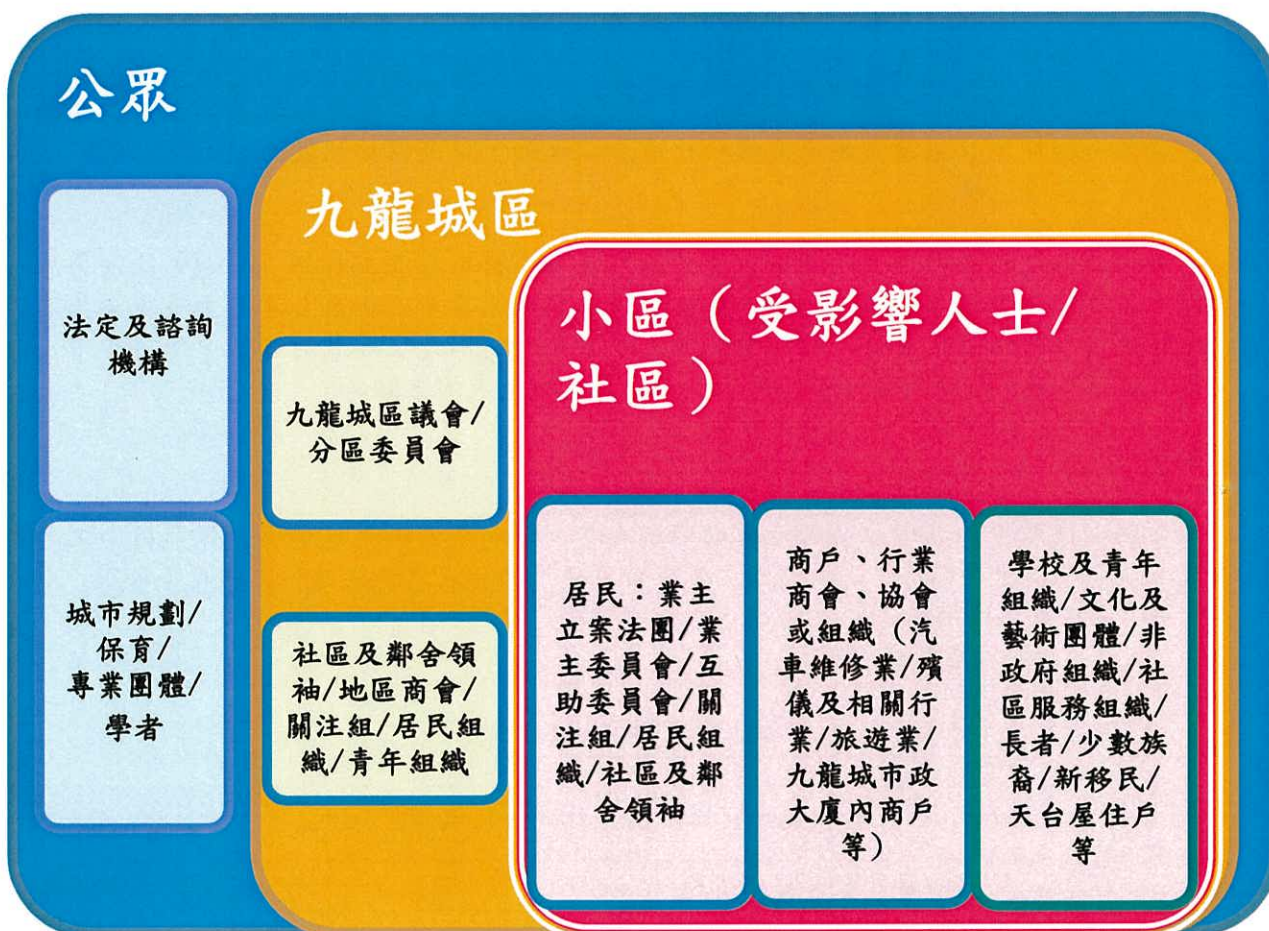 公眾
法定及諮詢
機構
城市規劃/
保育/
專業團體/
學者
九龍城區
九龍城區議會/
分區委員會
社區及鄰舍領
袖/地區商會/
關注組/居民組
織/青年組織
小區（受影響人士/
社區）
居民：業主
立案法團/業
主委員會/互
助委員會/關
注組/居民組
織/社區及鄰
舍領袖
商戶、行業
商會、協會
或組織（汽
車維修業/殯
儀及相關行
業/旅遊業/
九龍城市政
大廈內商戶
等）
學校及青年
組織/文化及
藝術團體/非
政府組織/社
區服務組織/
長者/少數族
裔/新移民/
天台屋住戶
等